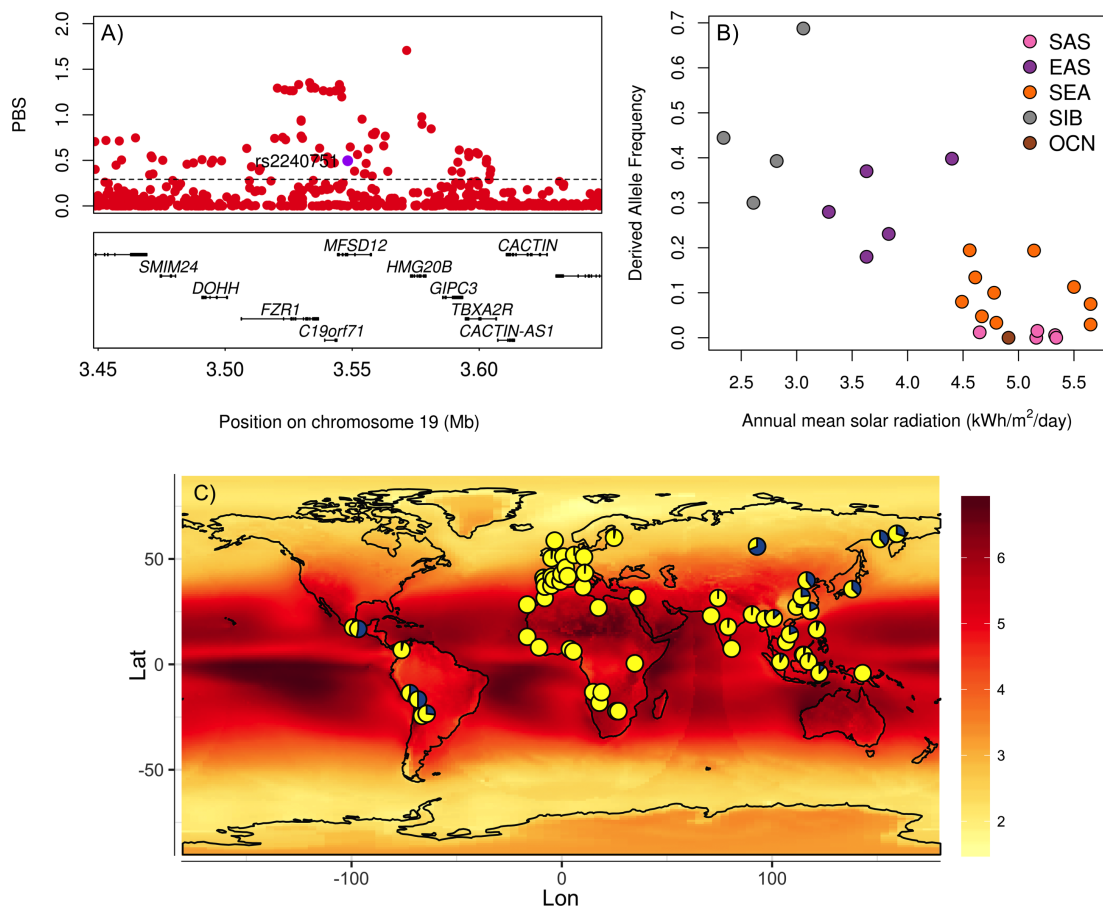 A)
PBS
2.0
1.5
1.0
0.5
0.0
rs2240751
MFSD12
CACTIN
SMIM24
HMG20B
DOHH
GIPC3
FZR1
TBXA2R
C19orf71
CACTIN-AS1
3.45
3.50
3.55
3.60
Position on chromosome 19 (Mb)
B)
Derived Allele Frequency
0.7
0.6
0.5
0.4
0.3
0.2
0.1
0.0
SAS
EAS
SEA
SIB
OCN
2.5
3.0
3.5
4.0
4.5
5.0
5.5
Annual mean solar radiation (kWh/m²/day)
C)
Lat
50
0
-50
-100
0
100
Lon
6
5
4
3
2